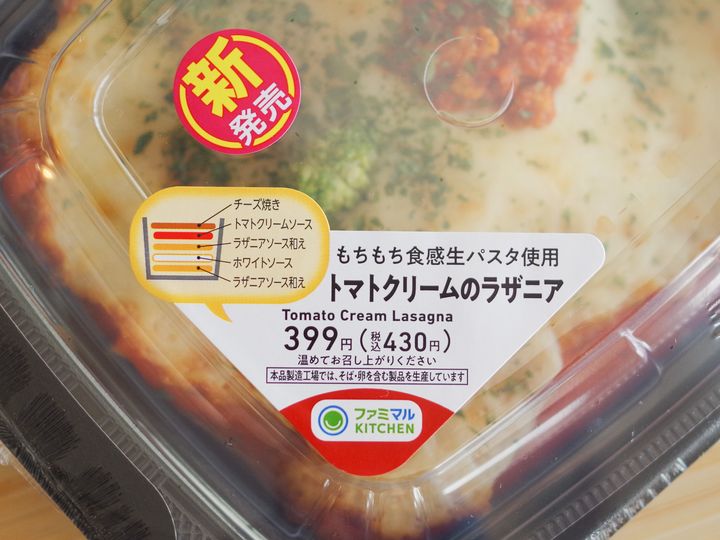 新
発売
チーズ焼き
トマトクリームソース
ラザニアソース和え
ホワイトソース
ラザニアソース和え
もちもち食感生パスタ使用
トマトクリームのラザニア
Tomato Cream Lasagna
399円(税込430円)
温めてお召し上がりください
本品製造工場では、そば・卵を含む製品を生産しています
ファミマル
KITCHEN